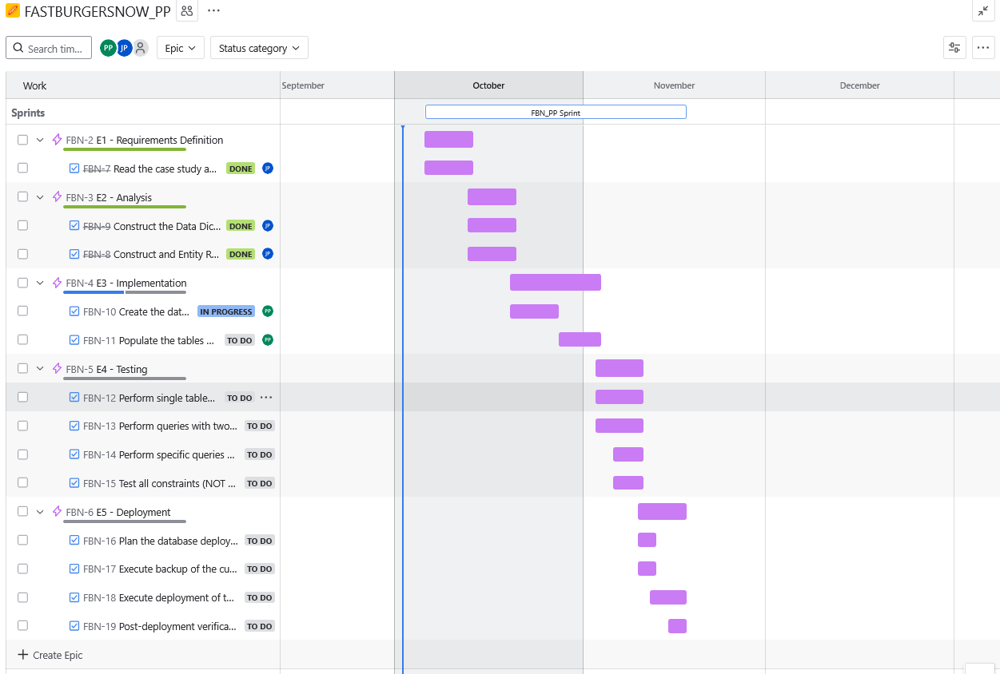 FASTBURGERSNOW_PP
Search tim...
PP JP
Epic
Status category
Work
September
October
November
December
Sprints
FBN_PP Sprint
FBN-2 E1 - Requirements Definition
FBN-7 Read the case study a... DONE JP
FBN-3 E2 - Analysis
FBN-9 Construct the Data Dic... DONE JP
FBN-8 Construct and Entity R... DONE JP
FBN-4 E3 - Implementation
FBN-10 Create the dat... IN PROGRESS PP
FBN-11 Populate the tables ... TO DO PP
FBN-5 E4 - Testing
FBN-12 Perform single table... TO DO
FBN-13 Perform queries with two... TO DO
FBN-14 Perform specific queries ... TO DO
FBN-15 Test all constraints (NOT ... TO DO
FBN-6 E5 - Deployment
FBN-16 Plan the database deploy... TO DO
FBN-17 Execute backup of the cu... TO DO
FBN-18 Execute deployment of t... TO DO
FBN-19 Post-deployment verifica... TO DO
Create Epic